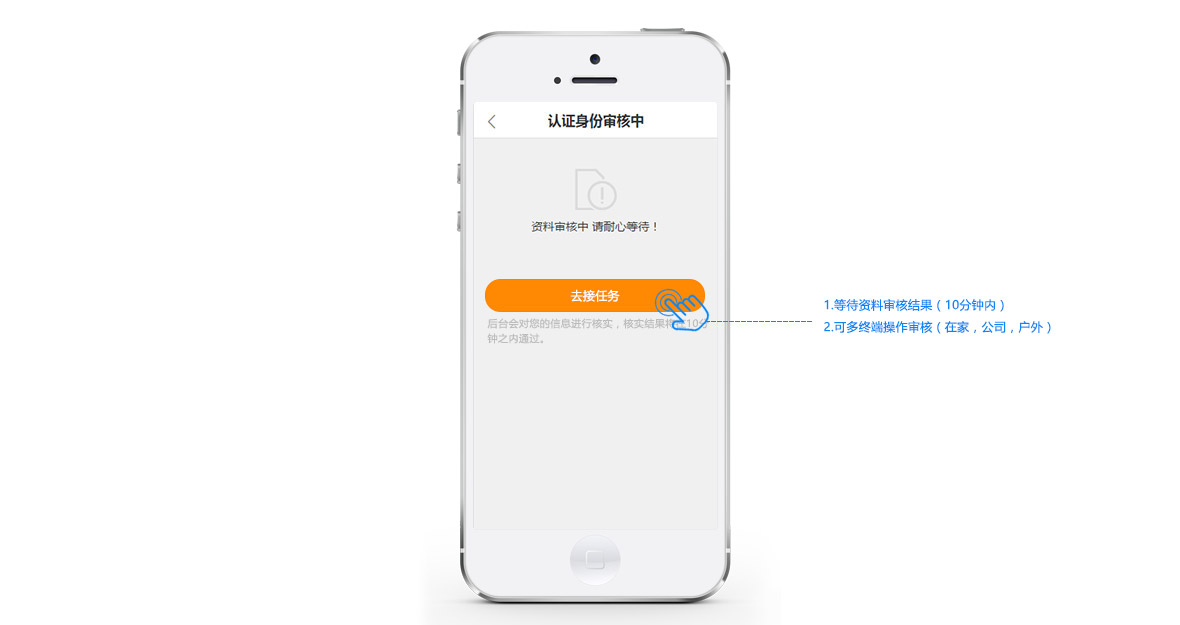 认证身份审核中
资料审核中 请耐心等待！
去接任务
后台会对您的信息进行核实，核实结果将10分
钟之内通过。
1.等待资料审核结果（10分钟内）
2.可多终端操作审核（在家，公司，户外）